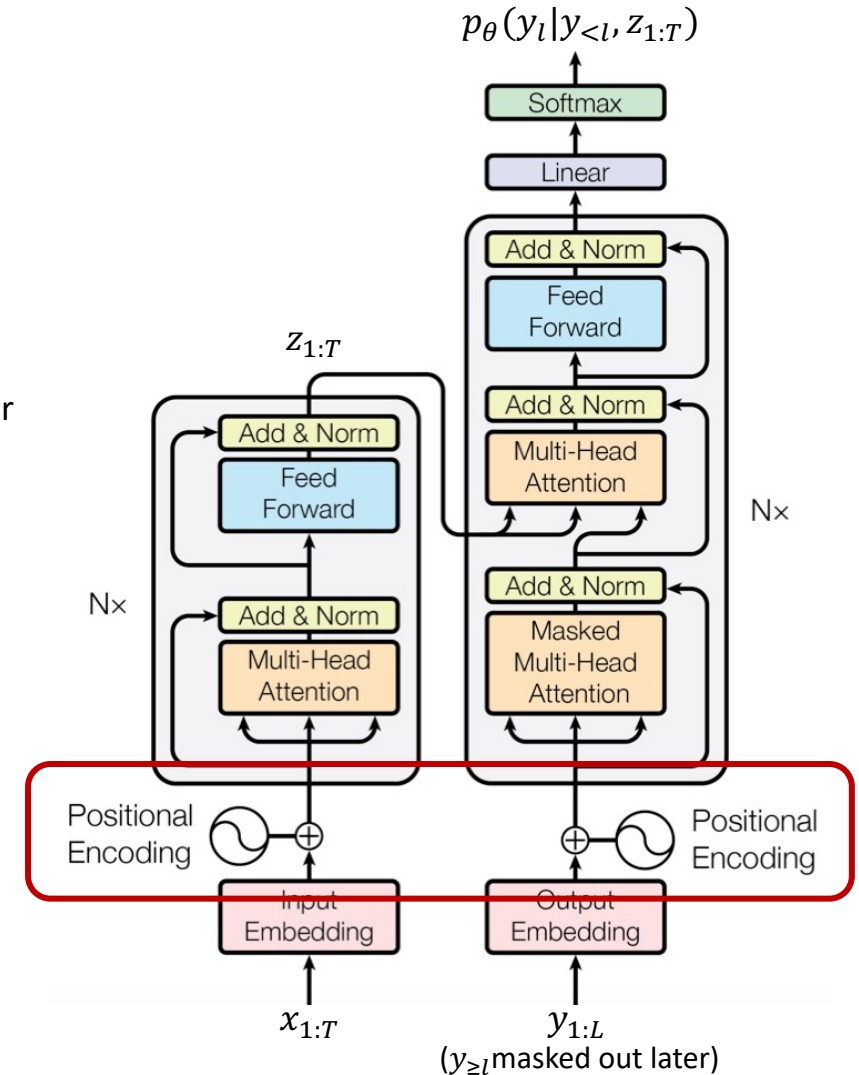 p_θ(y_l|y_{<l}, z_{1:T})
Softmax
Linear
Add & Norm
Feed
Forward
Add & Norm
Multi-Head
Attention
Add & Norm
Masked
Multi-Head
Attention
N×
z_{1:T}
r
Add & Norm
Feed
Forward
Add & Norm
Multi-Head
Attention
N×
Positional
Encoding
Positional
Encoding
Input
Embedding
Output
Embedding
x_{1:T}
y_{1:L}
(y_{≥l}masked out later)